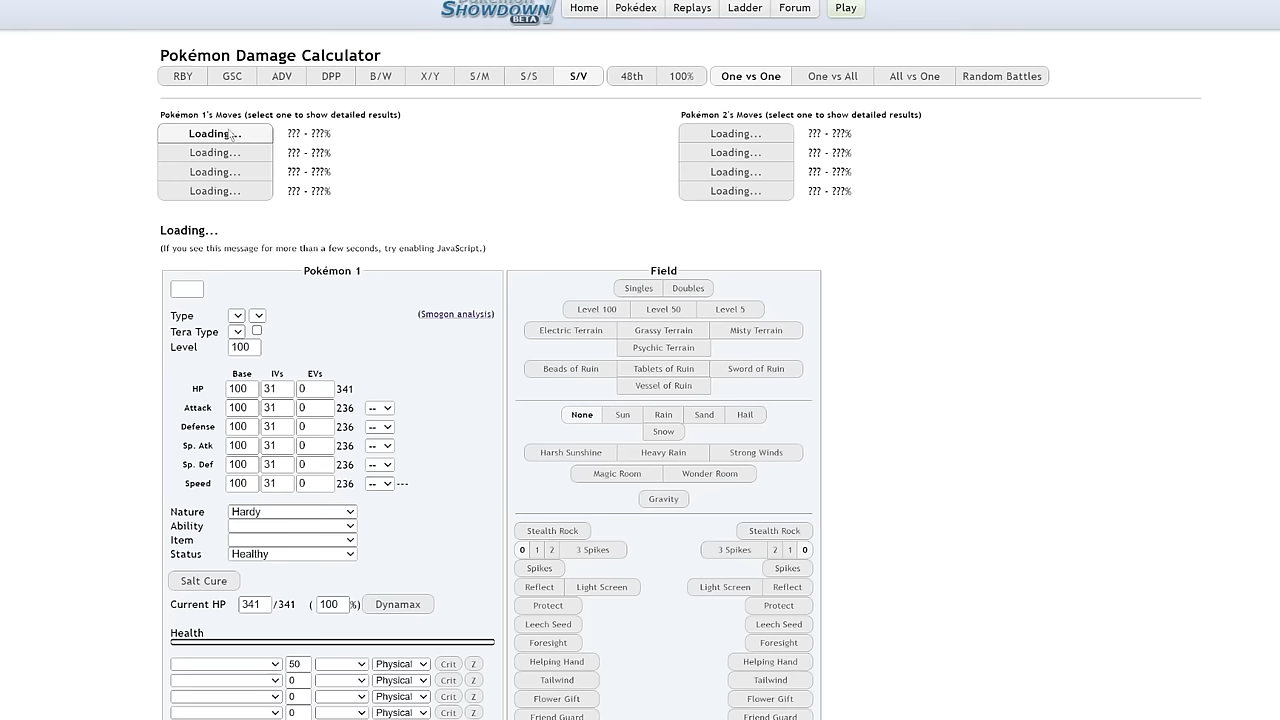 SHOWDOWN! BETA Home Pokédex Replays Ladder Forum Play
Pokémon Damage Calculator
RBY GSC ADV DPP B/W X/Y S/M S/S S/V 48th 100% One vs One One vs All All vs One Random Battles
Pokémon 1's Moves (select one to show detailed results) Pokémon 2's Moves (select one to show detailed results)
Loading... ??? - ???% Loading... ??? - ???%
Loading... ??? - ???% Loading... ??? - ???%
Loading... ??? - ???% Loading... ??? - ???%
Loading... ??? - ???% Loading... ??? - ???%
Loading...
(If you see this message for more than a few seconds, try enabling JavaScript.)
Pokémon 1
Type (Smogon analysis)
Tera Type
Level 100
Base IVs EVs
HP 100 31 0 341
Attack 100 31 0 236 --
Defense 100 31 0 236 --
Sp. Atk 100 31 0 236 --
Sp. Def 100 31 0 236 --
Speed 100 31 0 236 -- ---
Nature Hardy
Ability
Item
Status Healthy
Salt Cure
Current HP 341 /341 ( 100 %) Dynamax
Health
50 Physical Crit Z
0 Physical Crit Z
0 Physical Crit Z
0 Physical Crit Z
Field
Singles Doubles
Level 100 Level 50 Level 5
Electric Terrain Grassy Terrain Misty Terrain
Psychic Terrain
Beads of Ruin Tablets of Ruin Sword of Ruin
Vessel of Ruin
None Sun Rain Sand Hail
Snow
Harsh Sunshine Heavy Rain Strong Winds
Magic Room Wonder Room
Gravity
Stealth Rock Stealth Rock
0 1 2 3 Spikes 3 Spikes 2 1 0
Spikes Spikes
Reflect Light Screen Light Screen Reflect
Protect Protect
Leech Seed Leech Seed
Foresight Foresight
Helping Hand Helping Hand
Tailwind Tailwind
Flower Gift Flower Gift
Friend Guard Friend Guard